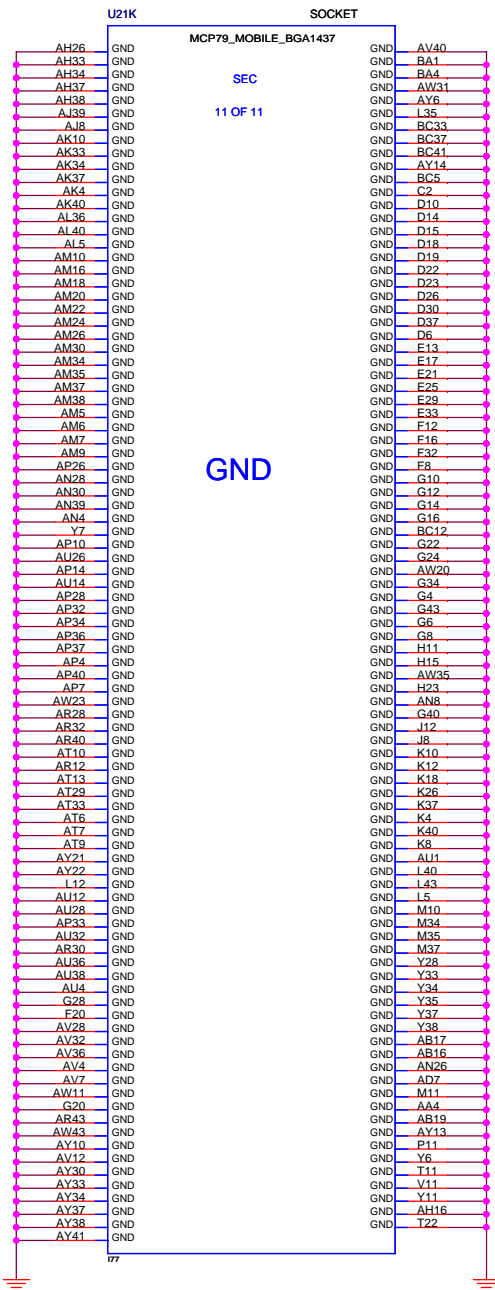 U21K SOCKET
MCP79_MOBILE_BGA1437
SEC
11 OF 11
GND
AH26 GND GND AV40
AH33 GND GND BA1
AH34 GND GND BA4
AH37 GND GND AW31
AH38 GND GND AY6
AJ39 GND GND L35
AJ8 GND GND BC33
AK10 GND GND BC37
AK33 GND GND BC41
AK34 GND GND AY14
AK37 GND GND BC5
AK4 GND GND C2
AK40 GND GND D10
AL36 GND GND D14
AL40 GND GND D15
AL5 GND GND D18
AM10 GND GND D19
AM16 GND GND D22
AM18 GND GND D23
AM20 GND GND D26
AM22 GND GND D30
AM24 GND GND D37
AM26 GND GND D6
AM30 GND GND E13
AM34 GND GND E17
AM35 GND GND E21
AM37 GND GND E25
AM38 GND GND E29
AM5 GND GND E33
AM6 GND GND F12
AM7 GND GND F16
AM9 GND GND F32
AP26 GND GND F8
AN28 GND GND G10
AN30 GND GND G12
AN39 GND GND G14
AN4 GND GND G16
Y7 GND GND BC12
AP10 GND GND G22
AU26 GND GND G24
AP14 GND GND AW20
AU14 GND GND G34
AP28 GND GND G4
AP32 GND GND G43
AP34 GND GND G6
AP36 GND GND G8
AP37 GND GND H11
AP4 GND GND H15
AP40 GND GND AW35
AP7 GND GND H23
AW23 GND GND AN8
AR28 GND GND G40
AR32 GND GND J12
AR40 GND GND J8
AT10 GND GND K10
AR12 GND GND K12
AT13 GND GND K18
AT29 GND GND K26
AT33 GND GND K37
AT6 GND GND K4
AT7 GND GND K40
AT9 GND GND K8
AY21 GND GND AU1
AY22 GND GND L40
L12 GND GND L43
AU12 GND GND L5
AU28 GND GND M10
AP33 GND GND M34
AU32 GND GND M35
AR30 GND GND M37
AU36 GND GND Y28
AU38 GND GND Y33
AU4 GND GND Y34
G28 GND GND Y35
F20 GND GND Y37
AV28 GND GND Y38
AV32 GND GND AB17
AV36 GND GND AB16
AV4 GND GND AN26
AV7 GND GND AD7
AW11 GND GND M11
G20 GND GND AA4
AR43 GND GND AB19
AW43 GND GND AY13
AY10 GND GND P11
AV12 GND GND Y6
AY30 GND GND T11
AY33 GND GND V11
AY34 GND GND Y11
AY37 GND GND AH16
AY38 GND GND T22
AY41 GND
I77